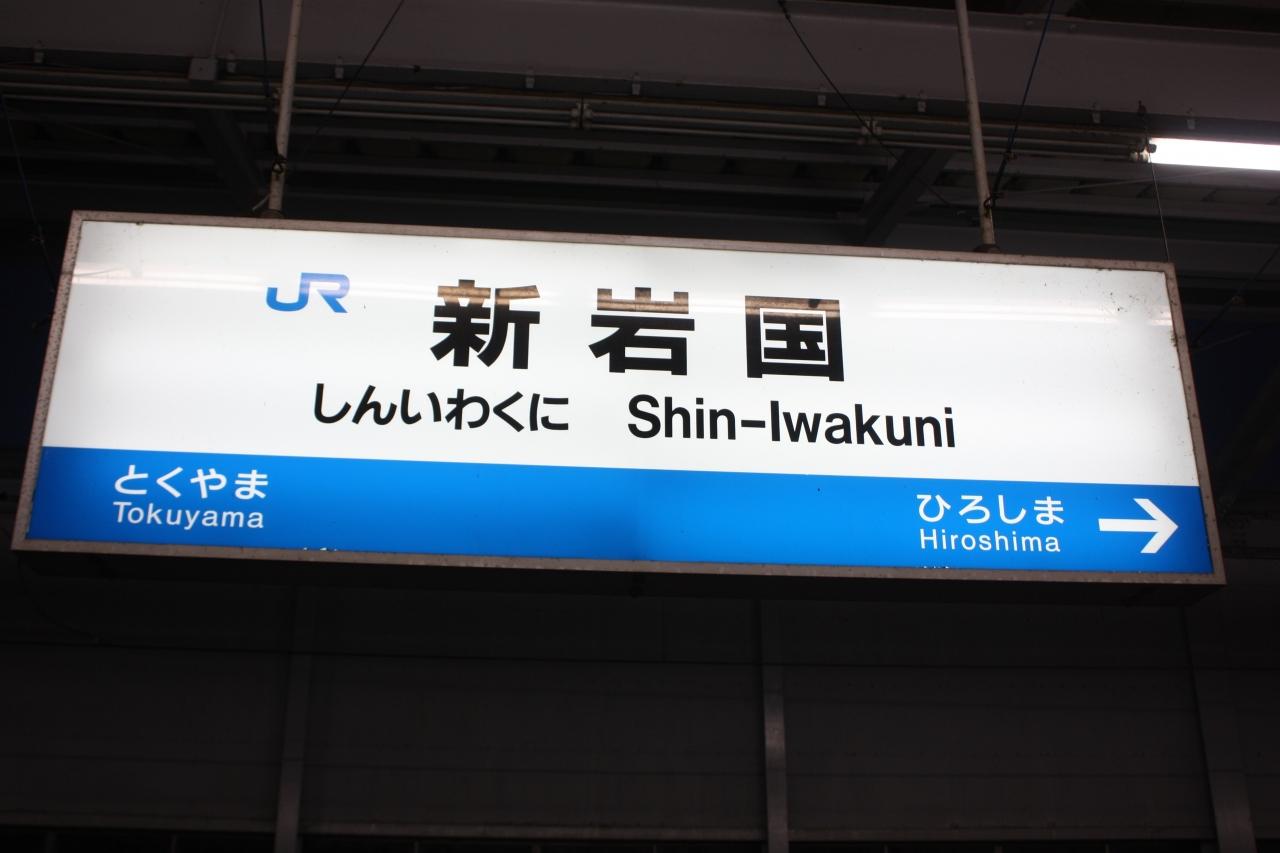 JR 新岩国
しんいわくに Shin-Iwakuni
とくやま ひろしま →
Tokuyama Hiroshima